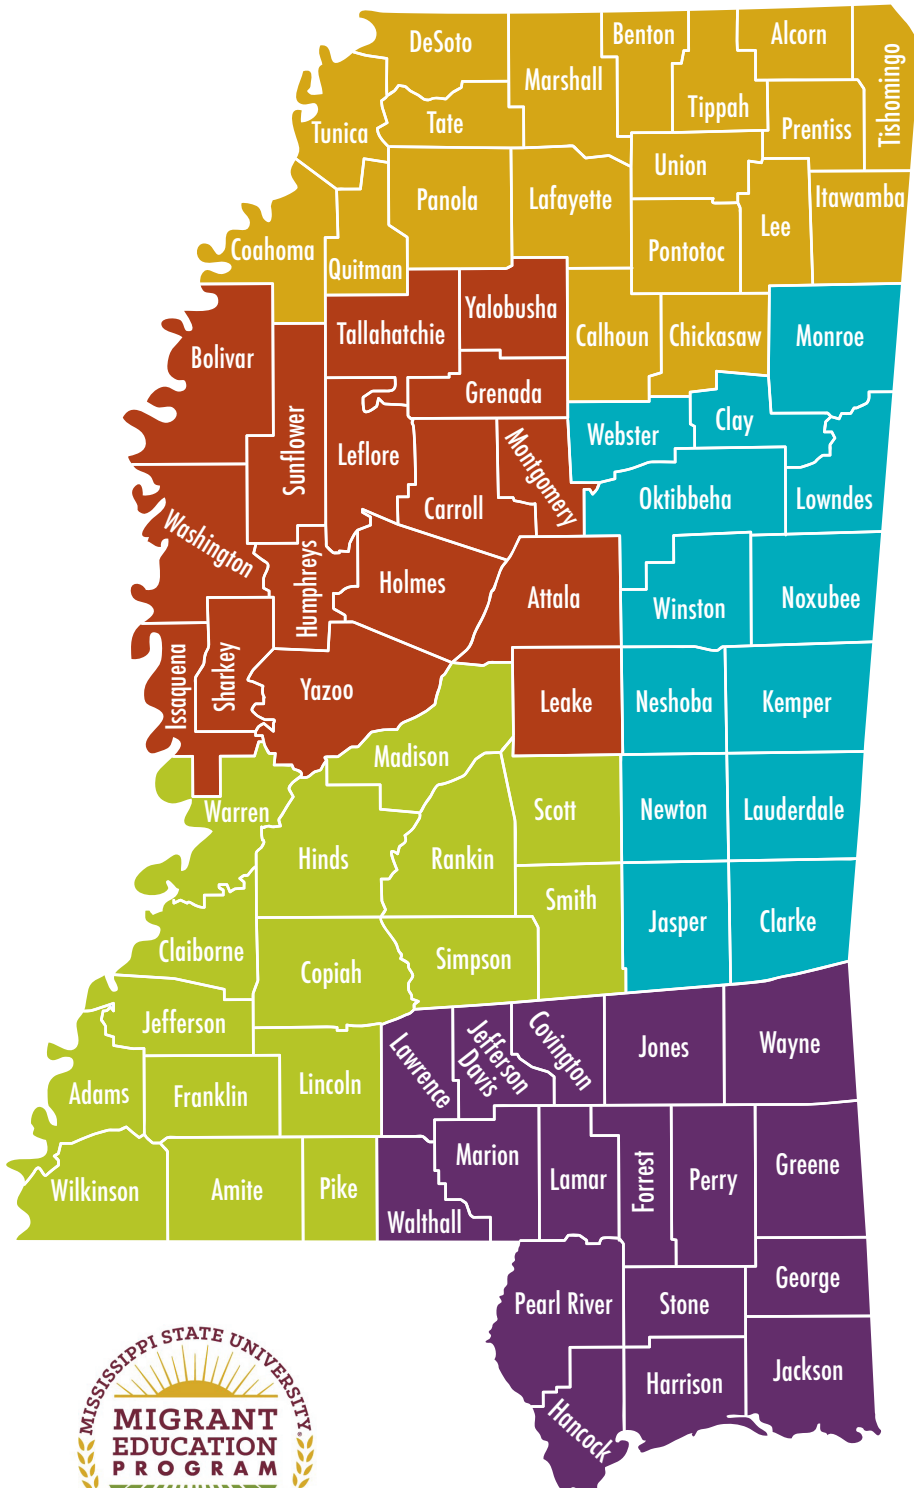 DeSoto
Benton
Alcorn
Marshall
Tippah
Tishomingo
Tunica
Tate
Prentiss
Union
Panola
Lafayette
Itawamba
Lee
Coahoma
Quitman
Pontotoc
Yalobusha
Tallahatchie
Calhoun
Chickasaw
Monroe
Bolivar
Grenada
Sunflower
Leflore
Webster
Clay
Montgomery
Carroll
Oktibbeha
Lowndes
Washington
Humphreys
Holmes
Attala
Winston
Noxubee
Issaquena
Sharkey
Yazoo
Leake
Neshoba
Kemper
Madison
Warren
Scott
Newton
Lauderdale
Hinds
Rankin
Smith
Jasper
Clarke
Claiborne
Copiah
Simpson
Jefferson
Lawrence
Jefferson
Davis
Covington
Jones
Wayne
Adams
Franklin
Lincoln
Marion
Lamar
Forrest
Perry
Greene
Wilkinson
Amite
Pike
Walthall
George
Pearl River
Stone
Harrison
Jackson
Hancock
MISSISSIPPI STATE UNIVERSITY®
MIGRANT
EDUCATION
PROGRAM